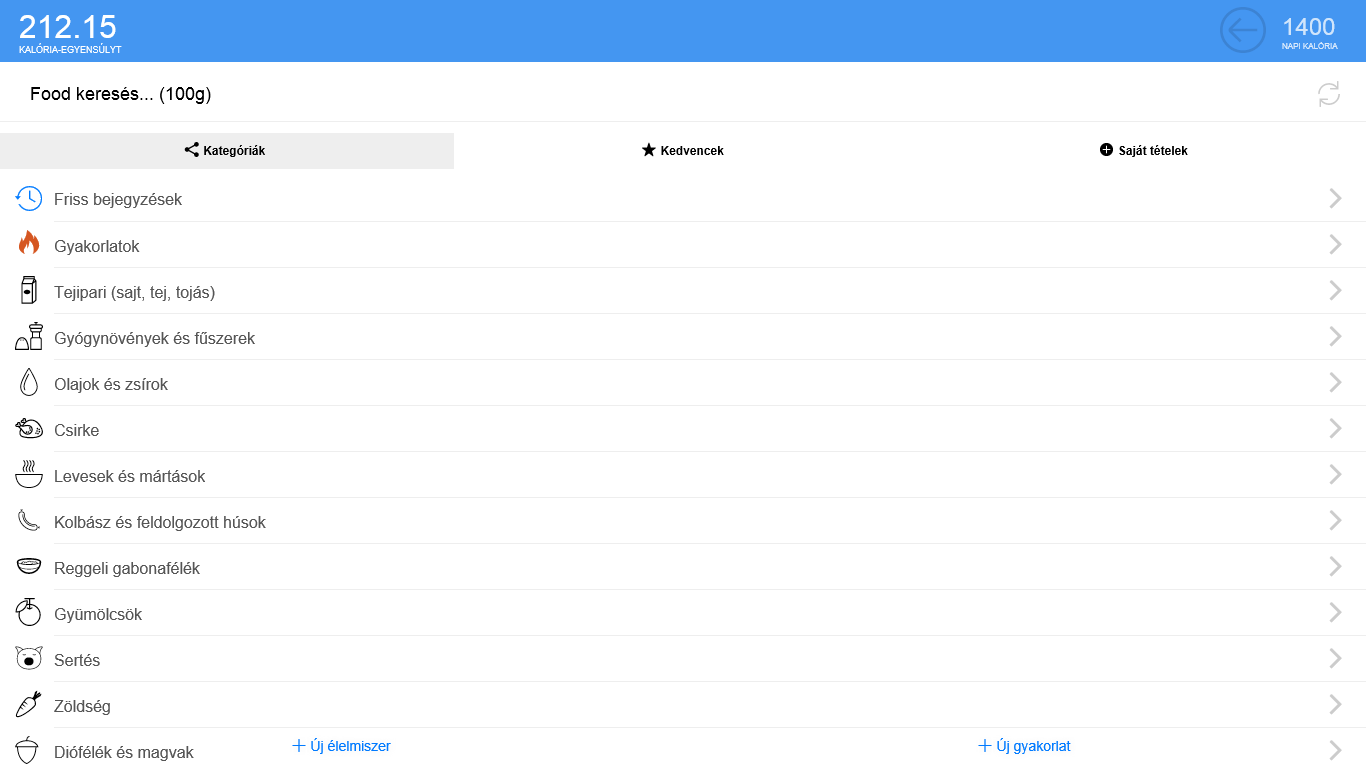 212.15
KALÓRIA-EGYENSÚLYT
1400
NAPI KALÓRIA
Food keresés... (100g)
Kategóriák
Kedvencek
Saját tételek
Friss bejegyzések
Gyakorlatok
Tejipari (sajt, tej, tojás)
Gyógynövények és fűszerek
Olajok és zsírok
Csirke
Levesek és mártások
Kolbász és feldolgozott húsok
Reggeli gabonafélék
Gyümölcsök
Sertés
Zöldség
Diófélék és magvak
Új élelmiszer
Új gyakorlat